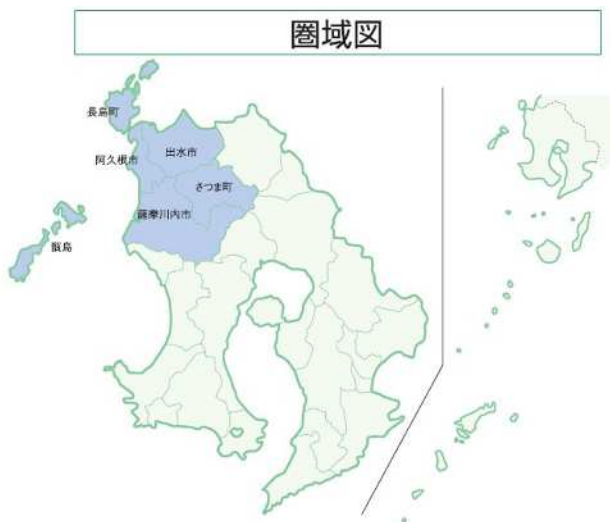 圏域図
長島町
阿久根市
出水市
さつま町
薩摩川内市
甑島